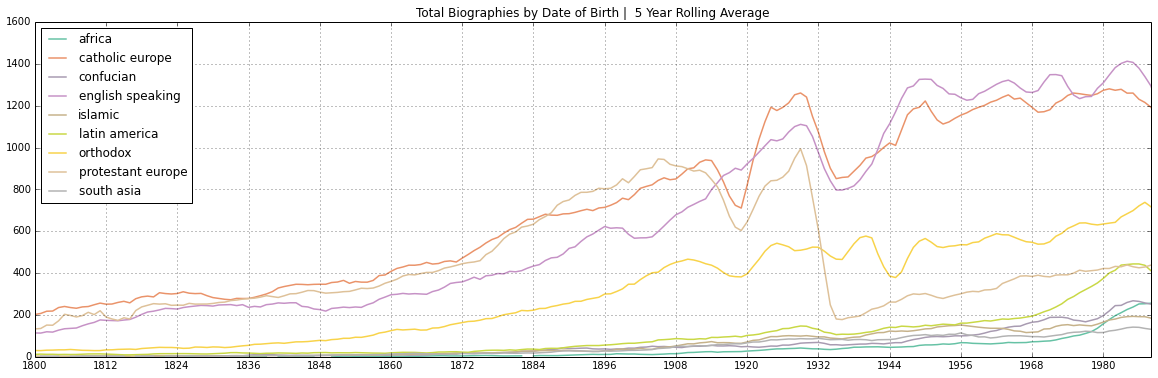 Total Biographies by Date of Birth | 5 Year Rolling Average
1600
1400
1200
1000
800
600
400
200
0
africa
catholic europe
confucian
english speaking
islamic
latin america
orthodox
protestant europe
south asia
1800 1812 1824 1836 1848 1860 1872 1884 1896 1908 1920 1932 1944 1956 1968 1980